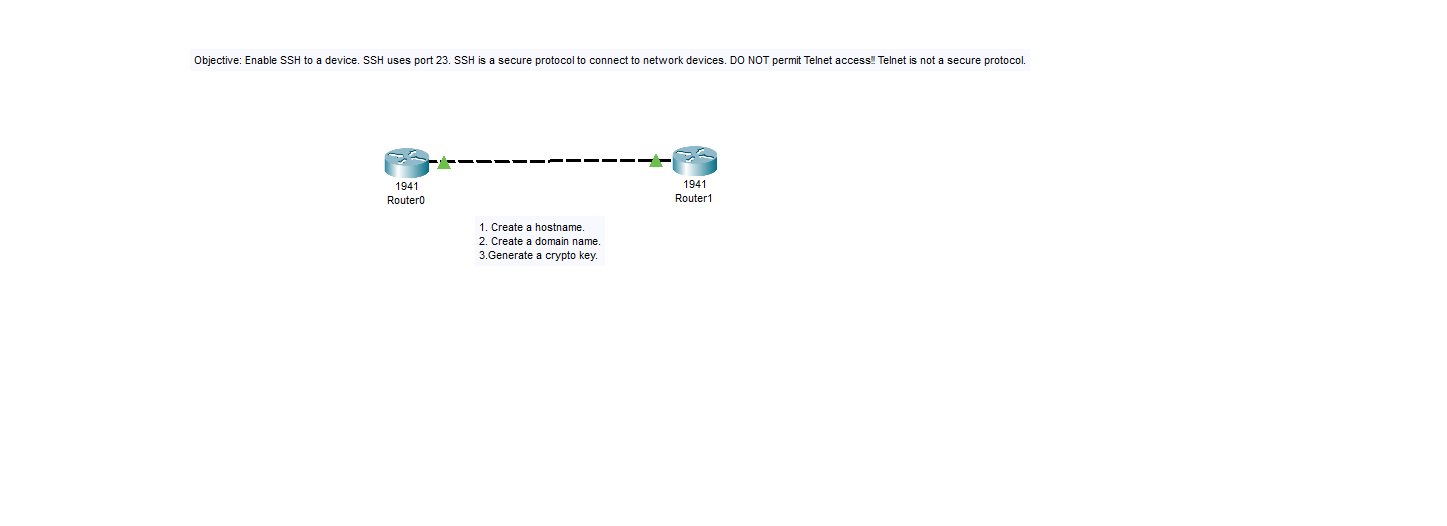 Objective: Enable SSH to a device. SSH uses port 23. SSH is a secure protocol to connect to network devices. DO NOT permit Telnet access!! Telnet is not a secure protocol.
1941
Router0
1941
Router1
1. Create a hostname.
2. Create a domain name.
3.Generate a crypto key.